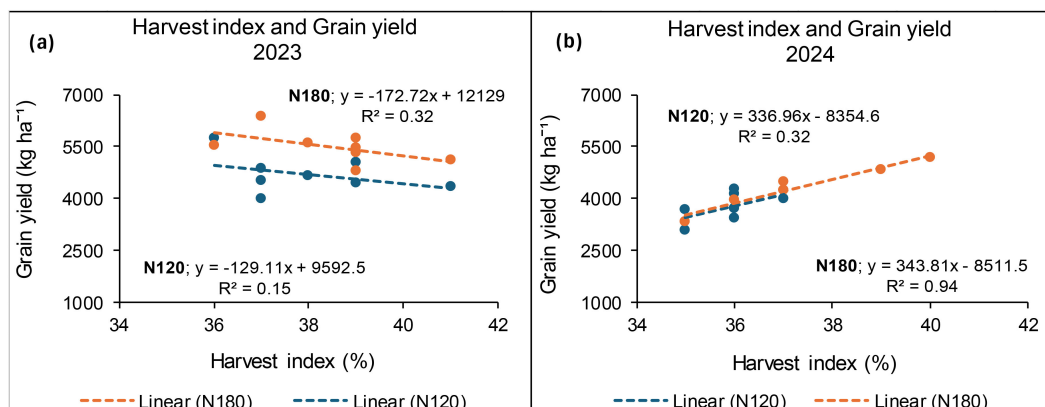 (a)
Harvest index and Grain yield
2023
N180; y = -172.72x + 12129
R² = 0.32
7000
5500
4000
2500
1000
Grain yield (kg ha⁻¹)
N120; y = -129.11x + 9592.5
R² = 0.15
34 36 38 40 42
Harvest index (%)
Linear (N180) Linear (N120)
(b)
Harvest index and Grain yield
2024
N120; y = 336.96x - 8354.6
R² = 0.32
7000
5500
4000
2500
1000
Grain yield (kg ha⁻¹)
N180; y = 343.81x - 8511.5
R² = 0.94
34 36 38 40 42
Harvest index (%)
Linear (N120) Linear (N180)